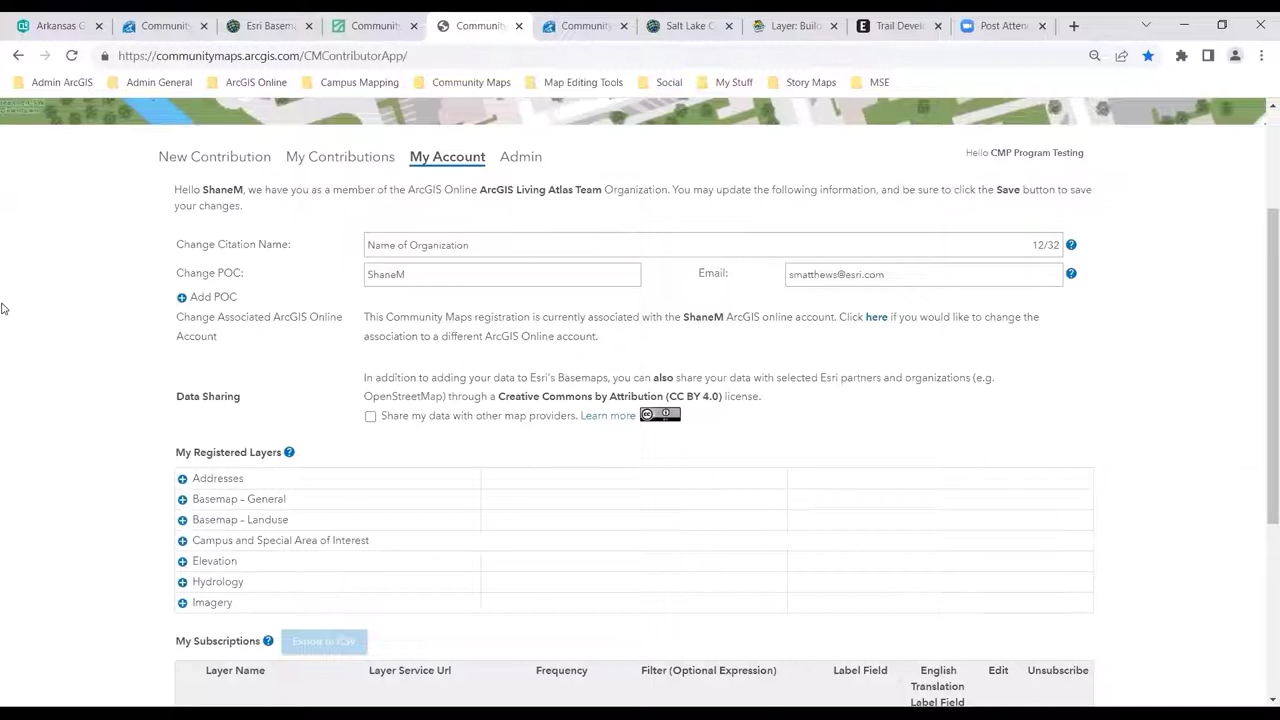 Arkansas G
Community
Esri Basem
Community
Community
Community
Salt Lake C
Layer: Buil
Trail Devel
Post Atten
https://communitymaps.arcgis.com/CMContributorApp/
Admin ArcGIS
Admin General
ArcGIS Online
Campus Mapping
Community Maps
Map Editing Tools
Social
My Stuff
Story Maps
MSE
New Contribution
My Contributions
My Account
Admin
Hello CMP Program Testing
Hello ShaneM, we have you as a member of the ArcGIS Online ArcGIS Living Atlas Team Organization. You may update the following information, and be sure to click the Save button to save
your changes.
Change Citation Name:
Name of Organization
12/32
Change POC:
ShaneM
Email:
smatthews@esri.com
Add POC
Change Associated ArcGIS Online
Account
This Community Maps registration is currently associated with the ShaneM ArcGIS online account. Click here if you would like to change the
association to a different ArcGIS Online account.
Data Sharing
In addition to adding your data to Esri's Basemaps, you can also share your data with selected Esri partners and organizations (e.g.
OpenStreetMap) through a Creative Commons by Attribution (CC BY 4.0) license.
Share my data with other map providers. Learn more
My Registered Layers
Addresses
Basemap – General
Basemap – Landuse
Campus and Special Area of Interest
Elevation
Hydrology
Imagery
My Subscriptions
Export to CSV
Layer Name
Layer Service Url
Frequency
Filter (Optional Expression)
Label Field
English
Translation
Label Field
Edit
Unsubscribe